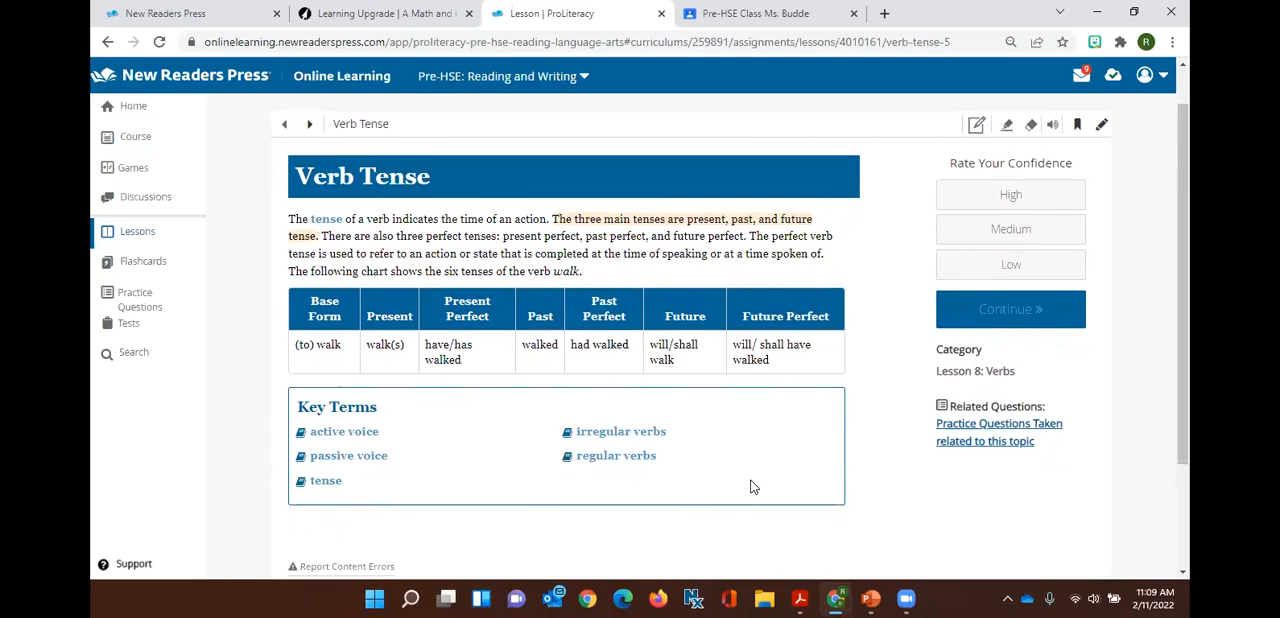 New Readers Press
Learning Upgrade | A Math and
Lesson | ProLiteracy
Pre-HSE Class Ms. Budde
onlinelearning.newreaderspress.com/app/proliteracy-pre-hse-reading-language-arts#curriculums/259891/assignments/lessons/4010161/verb-tense-5
R
New Readers Press
Online Learning
Pre-HSE: Reading and Writing
9
Home
Course
Games
Discussions
Lessons
Flashcards
Practice
Questions
Tests
Search
Support
Verb Tense
Verb Tense
The tense of a verb indicates the time of an action. The three main tenses are present, past, and future
tense. There are also three perfect tenses: present perfect, past perfect, and future perfect. The perfect verb
tense is used to refer to an action or state that is completed at the time of speaking or at a time spoken of.
The following chart shows the six tenses of the verb walk.
Base Form Present Present Perfect Past Past Perfect Future Future Perfect
(to) walk walk(s) have/has walked walked had walked will/shall walk will/ shall have walked
Key Terms
active voice
passive voice
tense
irregular verbs
regular verbs
Report Content Errors
Rate Your Confidence
High
Medium
Low
Continue »
Category
Lesson 8: Verbs
Related Questions:
Practice Questions Taken
related to this topic
11:09 AM
2/11/2022